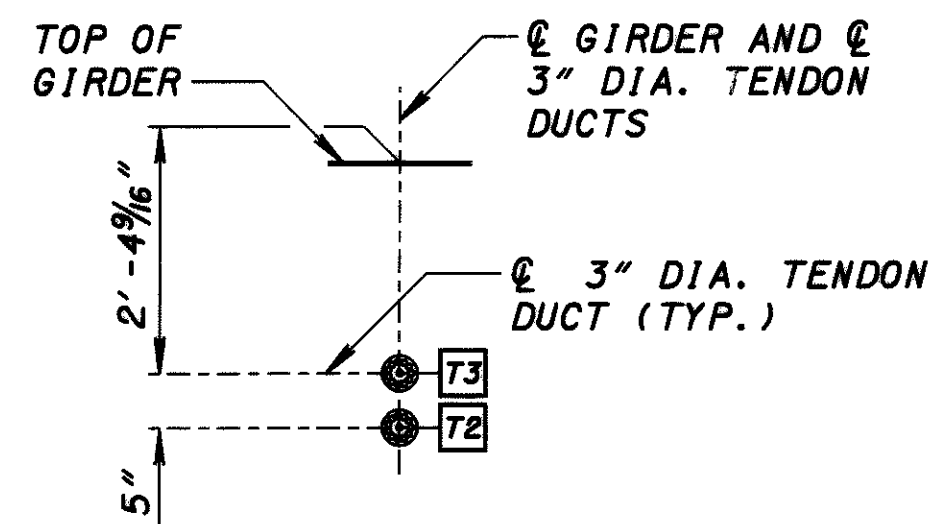 TOP OF
GIRDER
℄ GIRDER AND ℄
3" DIA. TENDON
DUCTS
2'-4 9/16"
℄ 3" DIA. TENDON
DUCT (TYP.)
T3
T2
5"